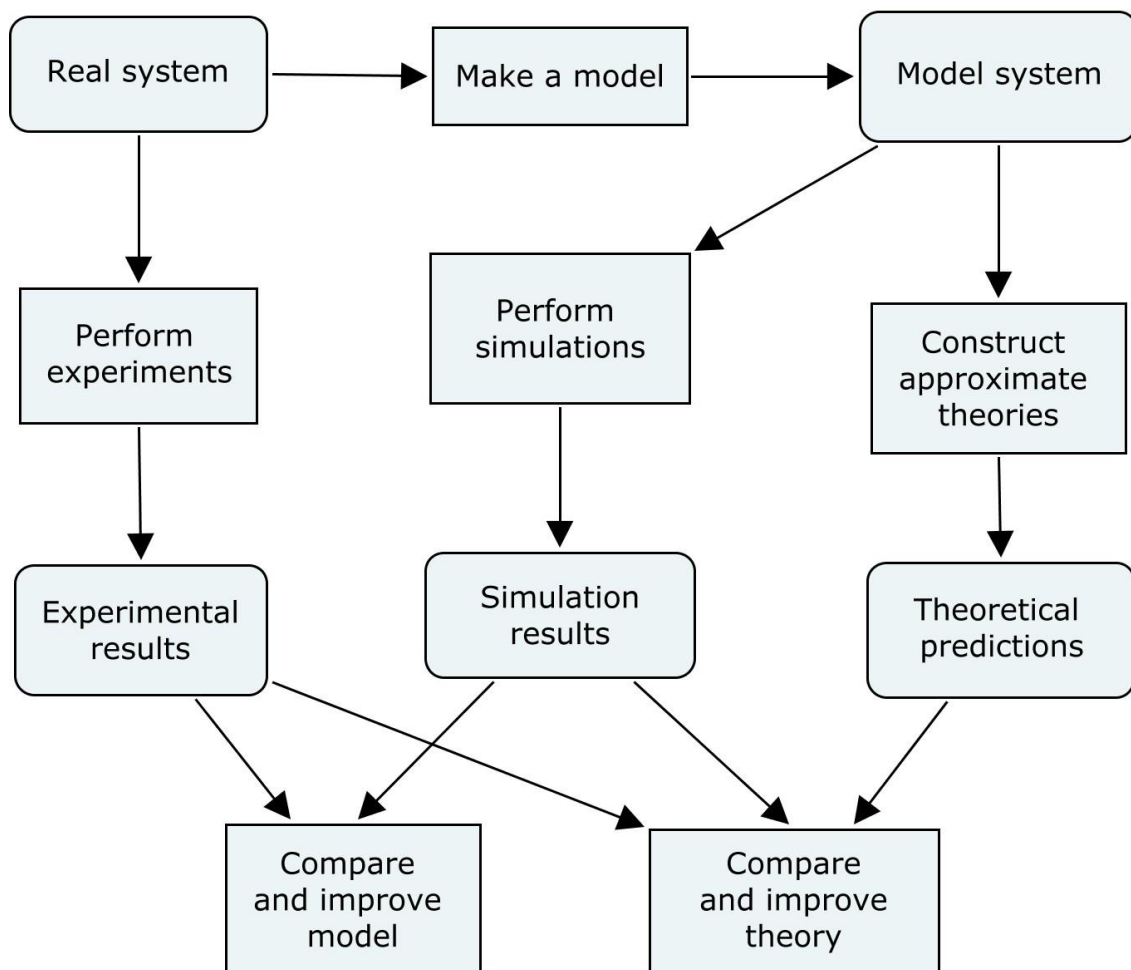 Real system
Make a model
Model system
Perform
experiments
Perform
simulations
Construct
approximate
theories
Experimental
results
Simulation
results
Theoretical
predictions
Compare
and improve
model
Compare
and improve
theory